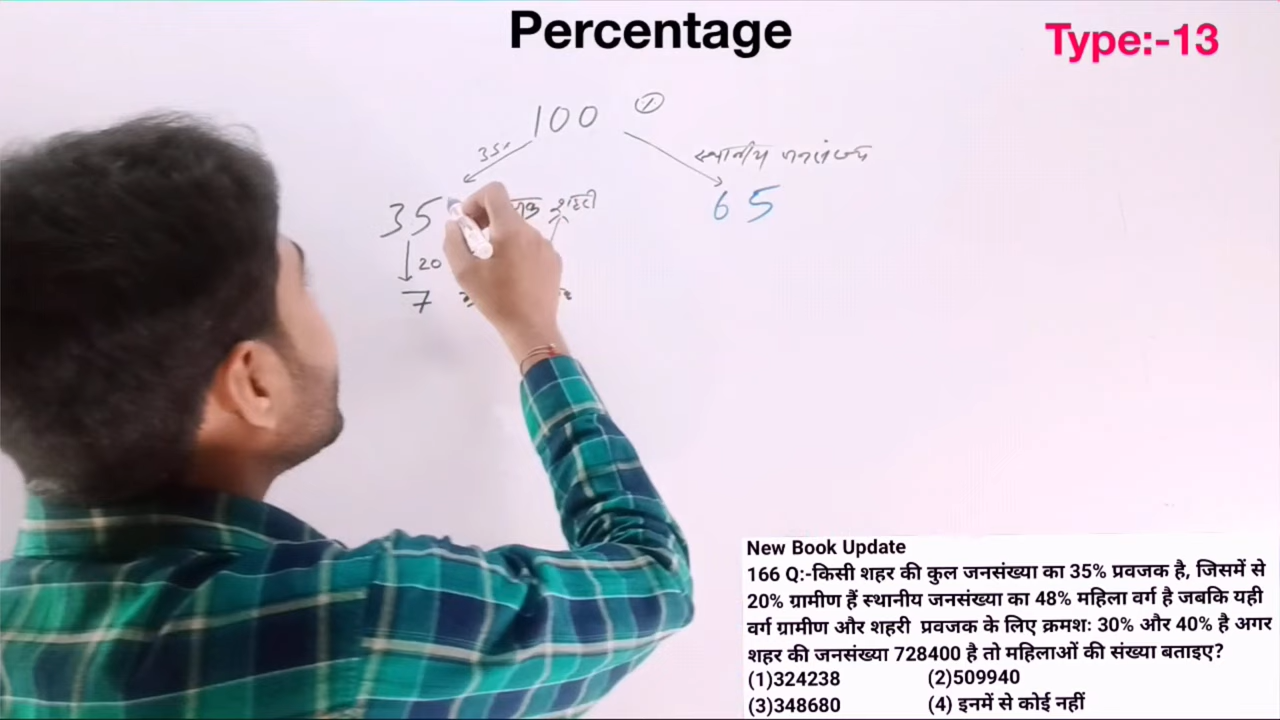 Percentage
Type:-13
100 ①
35%
स्थानीय जनसंख्या
35
शहरी
65
20
7
New Book Update
166 Q:-किसी शहर की कुल जनसंख्या का 35% प्रवजक है, जिसमें से
20% ग्रामीण हैं स्थानीय जनसंख्या का 48% महिला वर्ग है जबकि यही
वर्ग ग्रामीण और शहरी प्रवजक के लिए क्रमशः 30% और 40% है अगर
शहर की जनसंख्या 728400 है तो महिलाओं की संख्या बताइए?
(1)324238 (2)509940
(3)348680 (4) इनमें से कोई नहीं